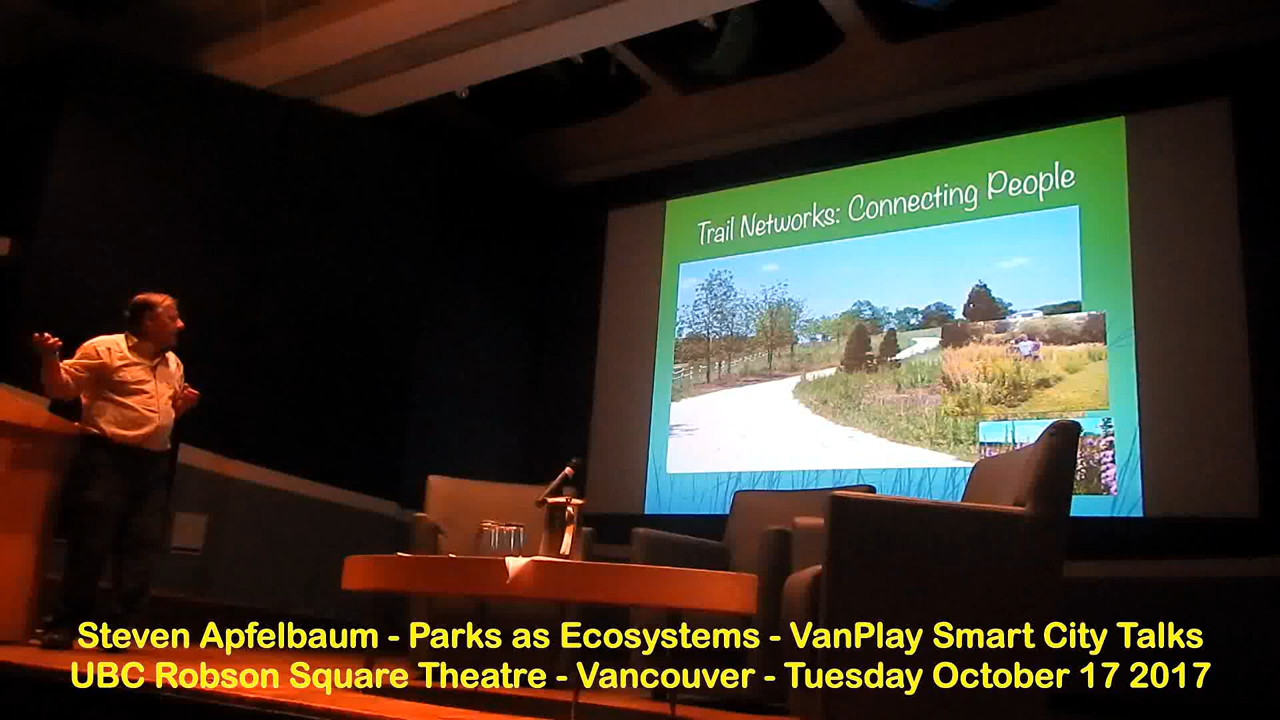 Trail Networks: Connecting People
Steven Apfelbaum - Parks as Ecosystems - VanPlay Smart City Talks
UBC Robson Square Theatre - Vancouver - Tuesday October 17 2017